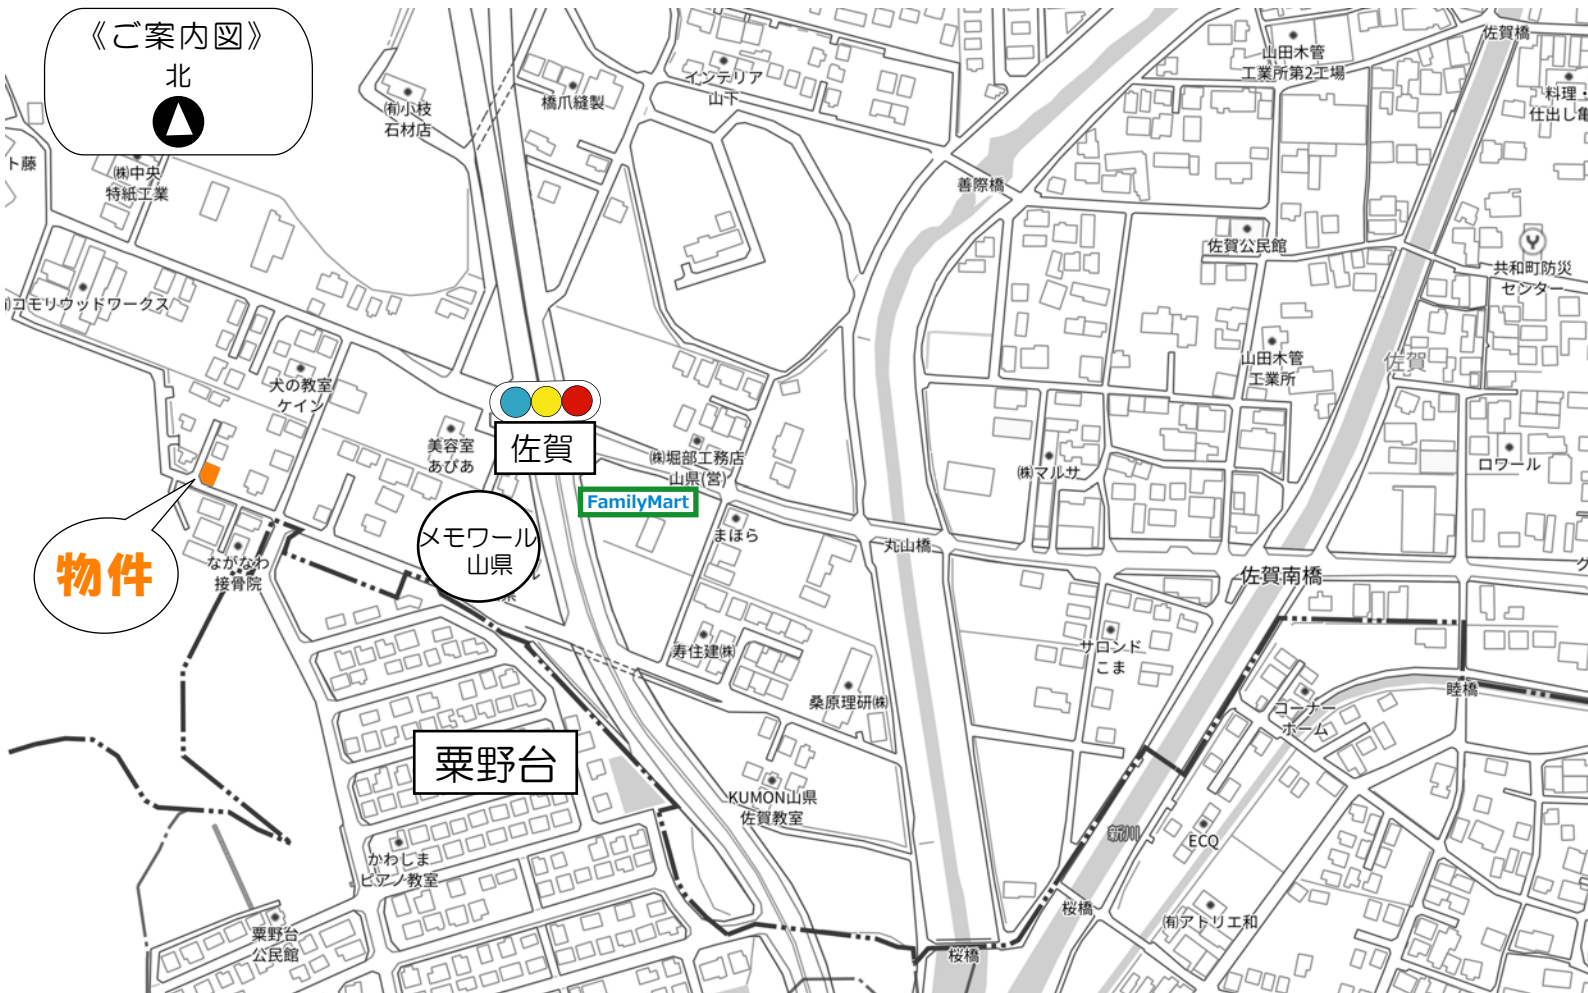 《ご案内図》
北
ト藤
㈱中央
特紙工業
㈲小枝
石材店
橋爪縫製
インテリア
山下
山田木管
工業所第2工場
佐賀橋
料理・
仕出し亀
善際橋
佐賀公民館
共和町防災
センター
コモリウッドワークス
犬の教室
ケイン
美容室
あぴあ
佐賀
㈱堀部工務店
山県(営)
FamilyMart
山田木管
工業所
佐賀
㈱マルサ
ロワール
メモワール
山県
まほら
丸山橋
佐賀南橋
ながなわ
接骨院
物件
寿住建㈱
桑原理研㈱
サロンド
こま
コーナー
ホーム
睦橋
粟野台
KUMON山県
佐賀教室
新川
ECQ
かわしま
ピアノ教室
粟野台
公民館
桜橋
桜橋
㈲アトリエ和